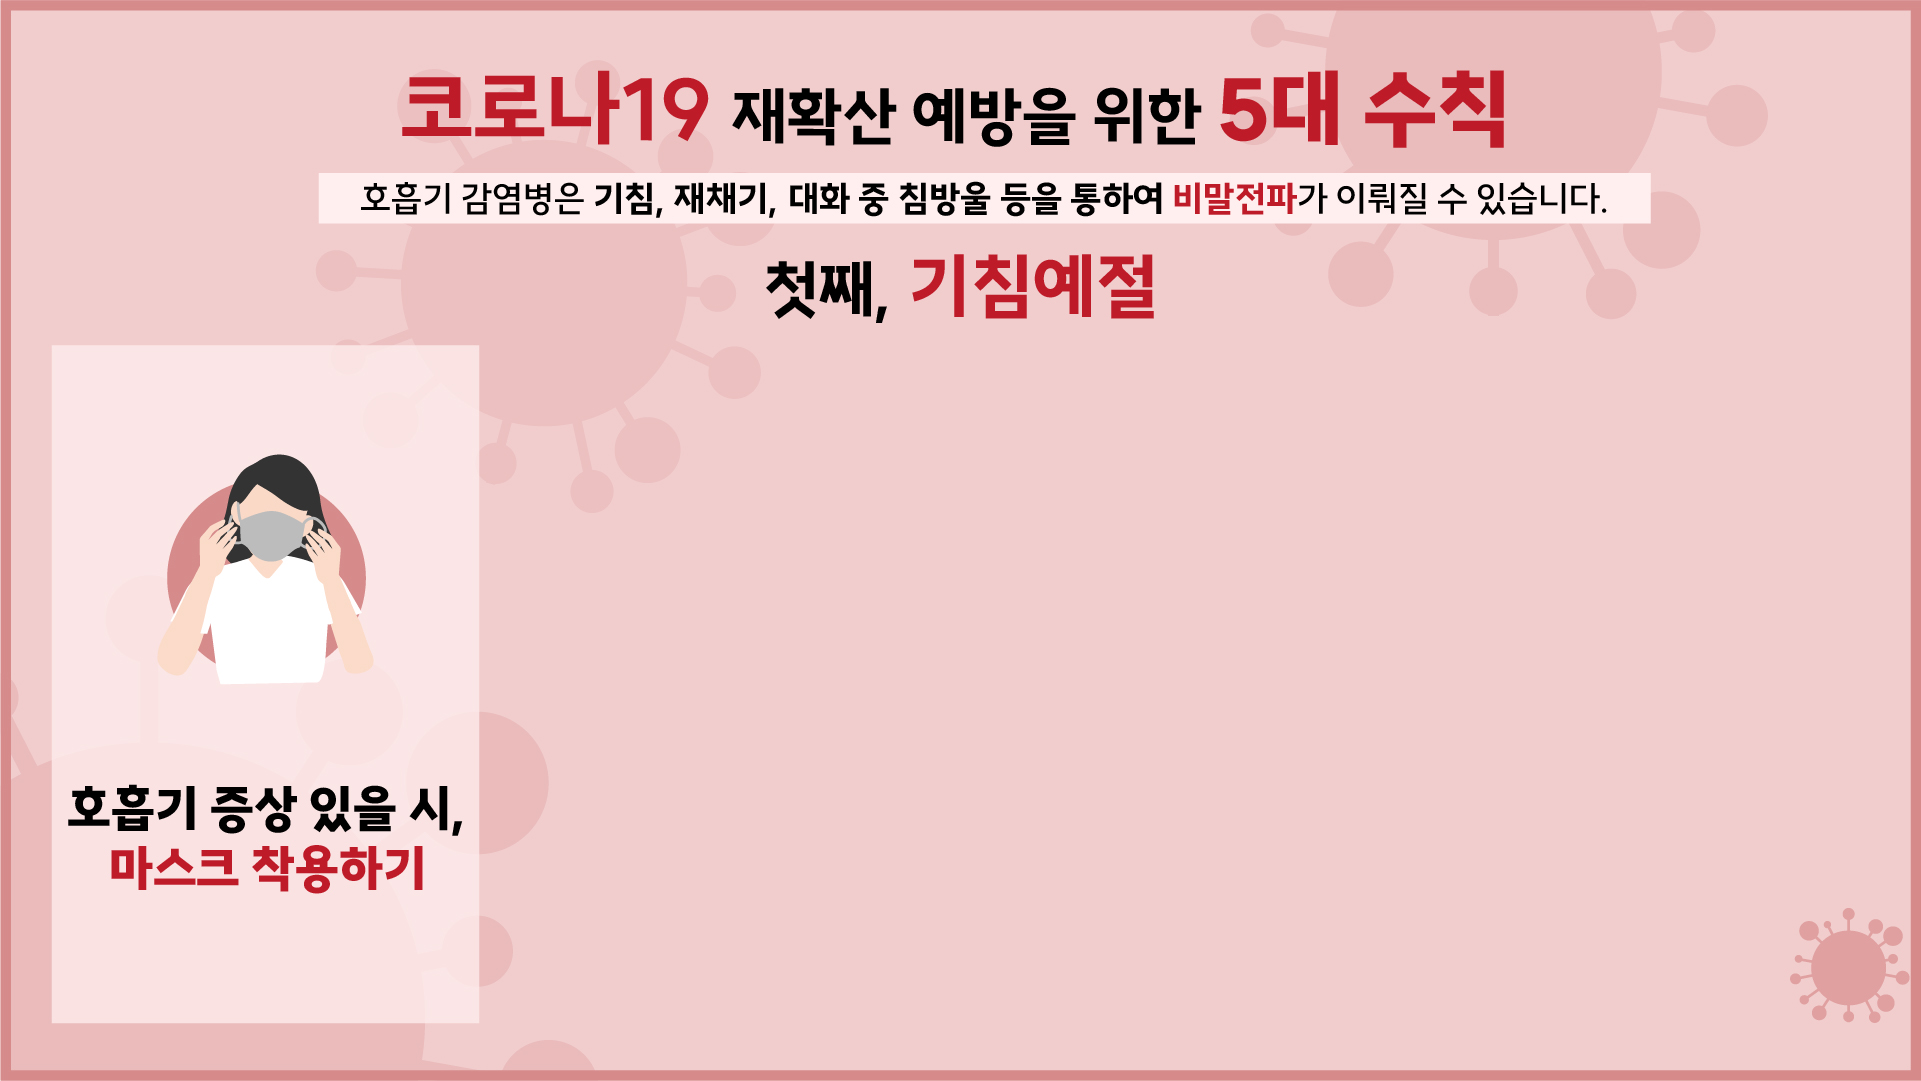 코로나19 재확산 예방을 위한 5대 수칙
호흡기 감염병은 기침, 재채기, 대화 중 침방울 등을 통하여 비말전파가 이뤄질 수 있습니다.
첫째, 기침예절
호흡기 증상 있을 시,
마스크 착용하기